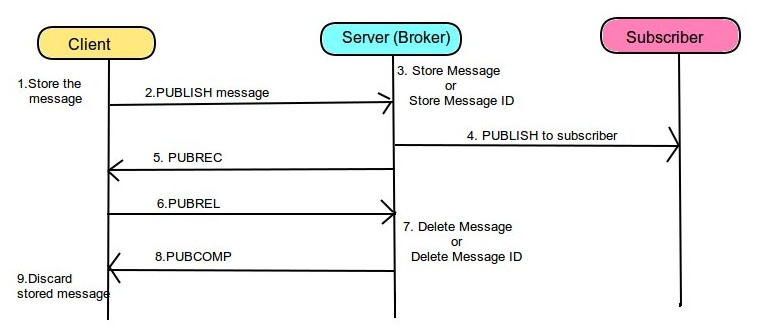 Client
Server (Broker)
Subscriber
1.Store the
message
2.PUBLISH message
3. Store Message
or
Store Message ID
4. PUBLISH to subscriber
5. PUBREC
6.PUBREL
7. Delete Message
or
Delete Message ID
8.PUBCOMP
9.Discard
stored message